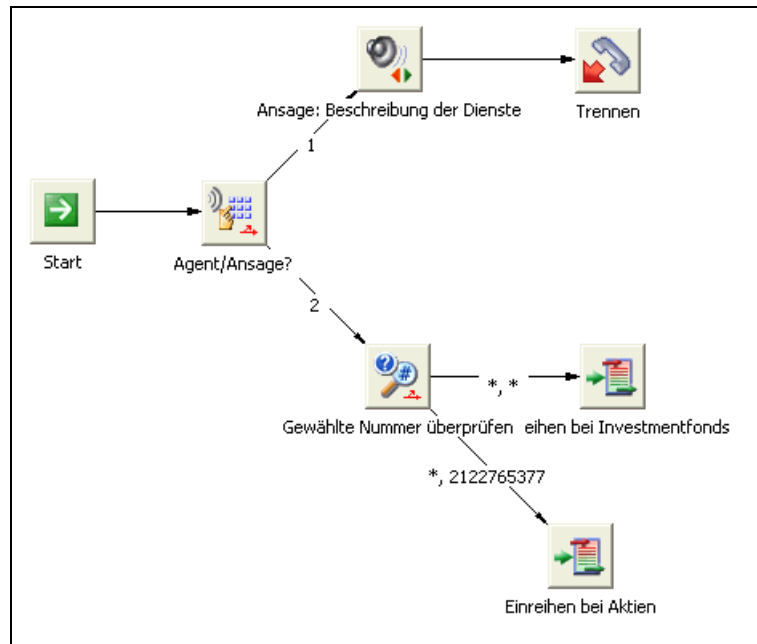 Ansage: Beschreibung der Dienste
Trennen
1
Start
Agent/Ansage?
2
*, *
Gewählte Nummer überprüfen
eihen bei Investmentfonds
*, 2122765377
Einreihen bei Aktien